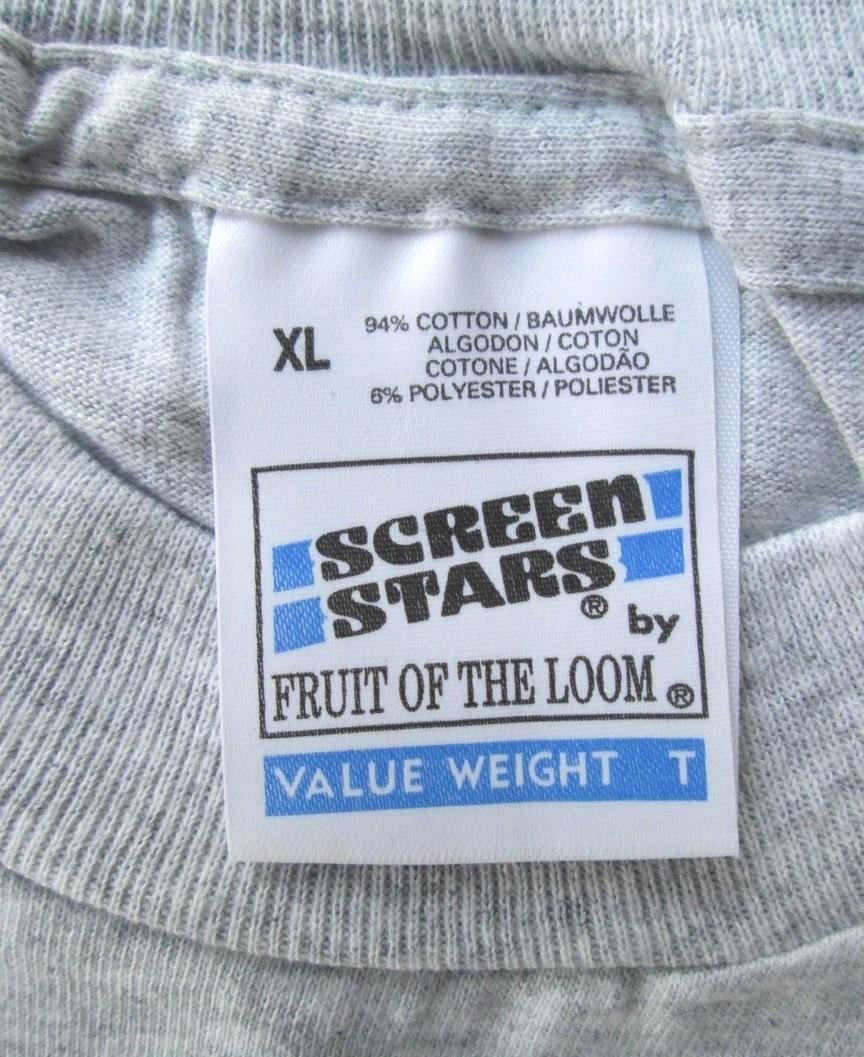 XL
94% COTTON / BAUMWOLLE
ALGODON / COTON
COTONE / ALGODÃO
6% POLYESTER / POLIESTER
SCREEN
STARS ®
by
FRUIT OF THE LOOM ®
VALUE WEIGHT T